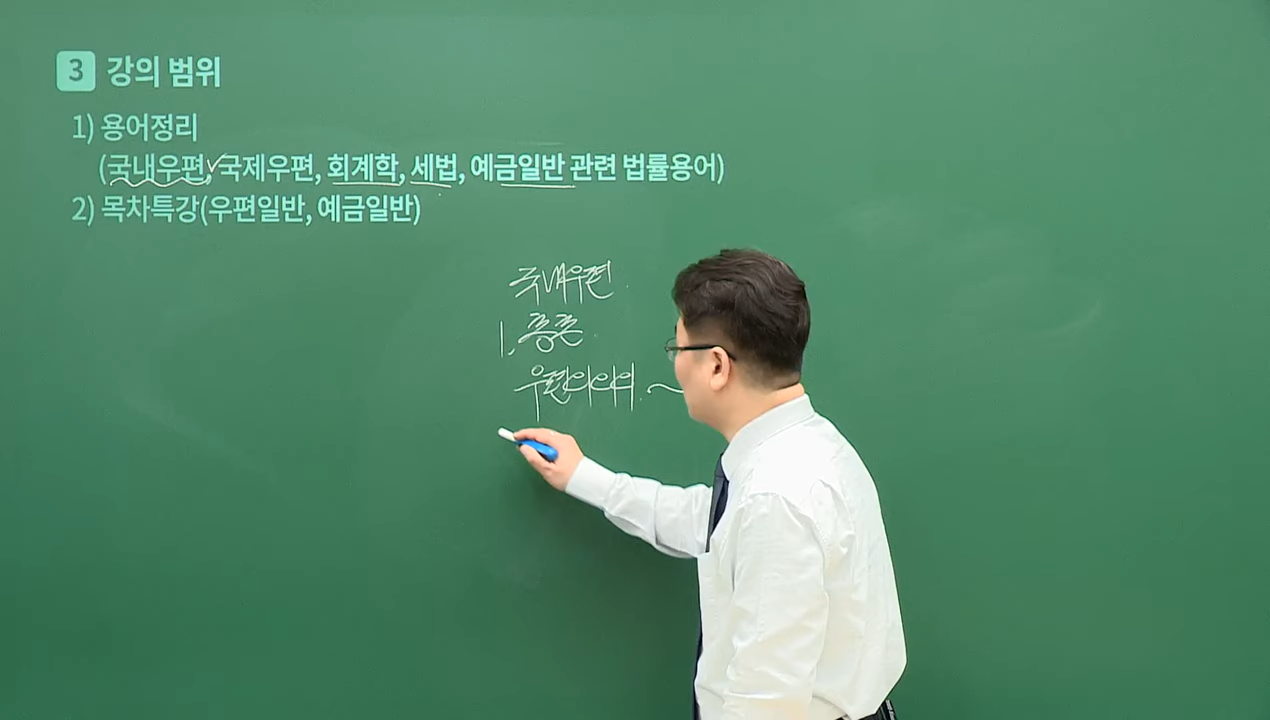 3 강의 범위
1) 용어정리
(국내우편, 국제우편, 회계학, 세법, 예금일반 관련 법률용어)
2) 목차특강(우편일반, 예금일반)
국내우편.
1. 총론.
우편의 의의. ~